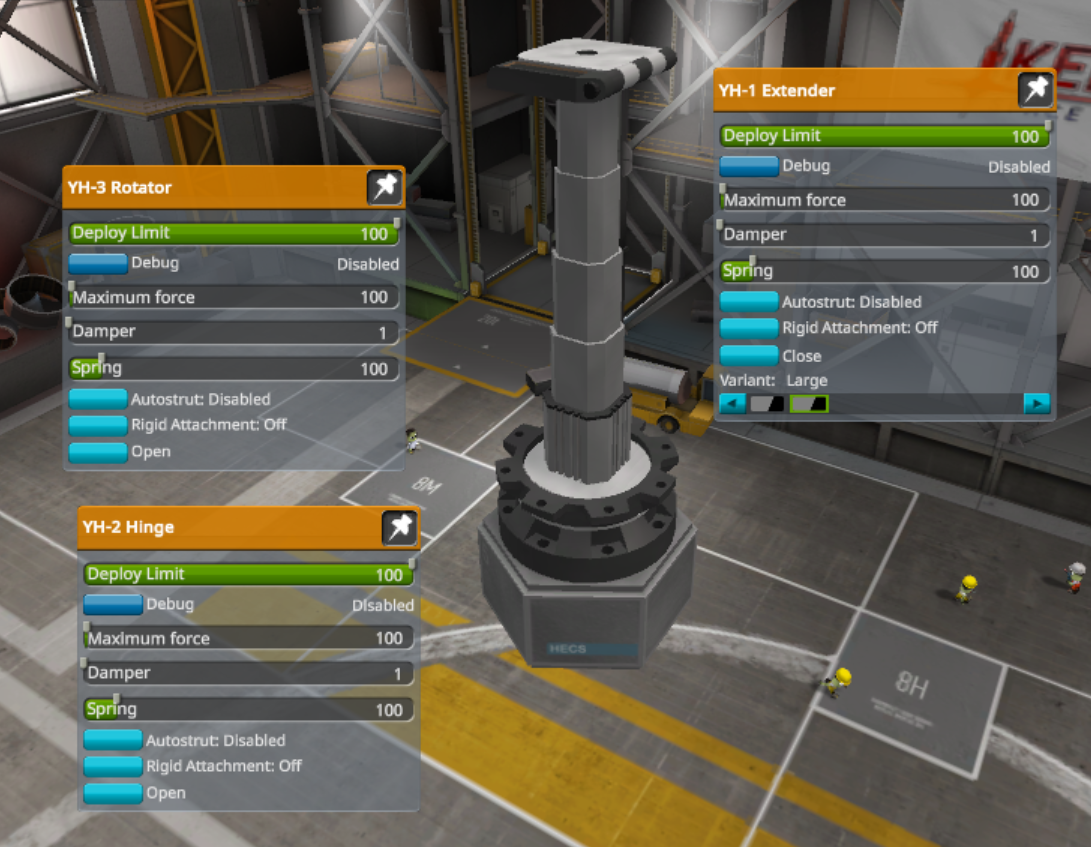 YH-1 Extender
Deploy Limit 100
Debug Disabled
Maximum force 100
Damper 1
Spring 100
Autostrut: Disabled
Rigid Attachment: Off
Close
Variant: Large
YH-3 Rotator
Deploy Limit 100
Debug Disabled
Maximum force 100
Damper 1
Spring 100
Autostrut: Disabled
Rigid Attachment: Off
Open
YH-2 Hinge
Deploy Limit 100
Debug Disabled
Maximum force 100
Damper 1
Spring 100
Autostrut: Disabled
Rigid Attachment: Off
Open
8M
HECS
8H